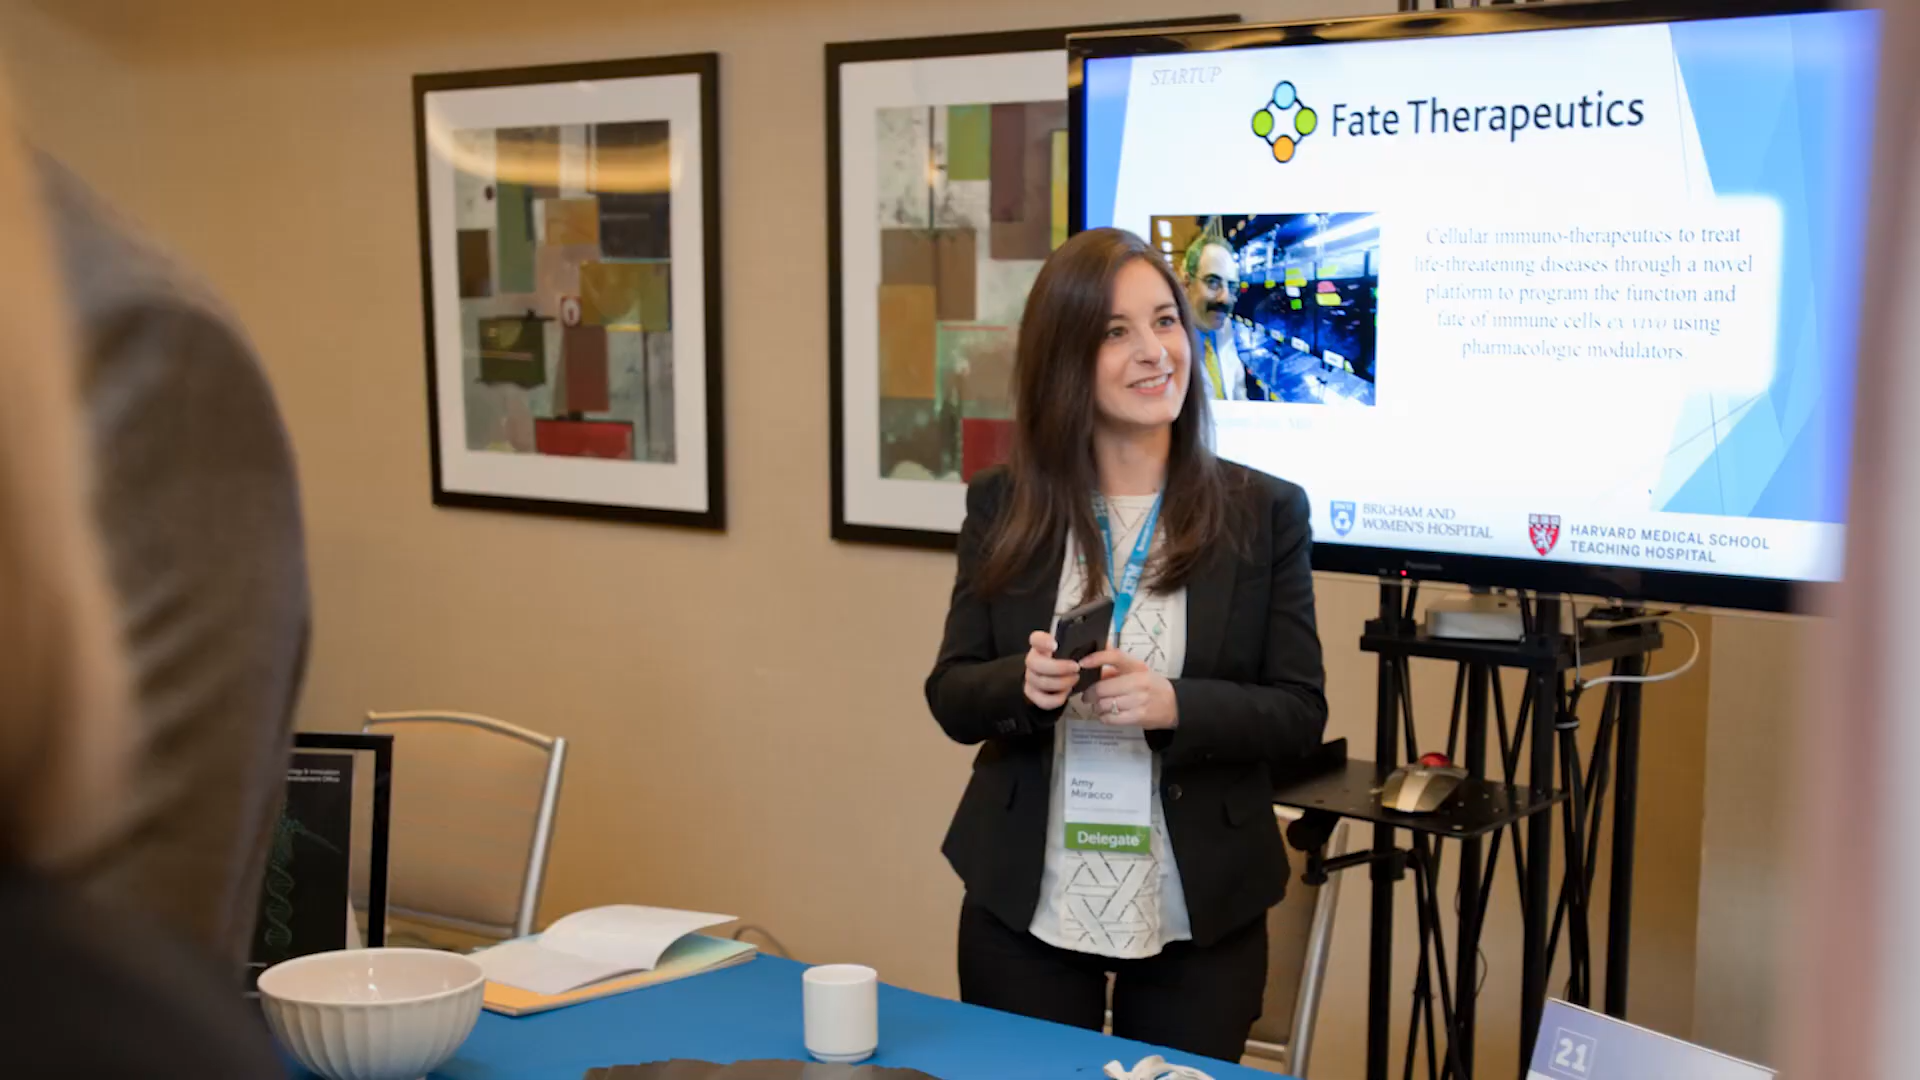 STARTUP
Fate Therapeutics
Cellular immuno-therapeutics to treat
life-threatening diseases through a novel
platform to program the function and
fate of immune cells ex vivo using
pharmacologic modulators.
BRIGHAM AND
WOMEN'S HOSPITAL
HARVARD MEDICAL SCHOOL
TEACHING HOSPITAL
Panasonic
Amy
Miracco
Delegate
21